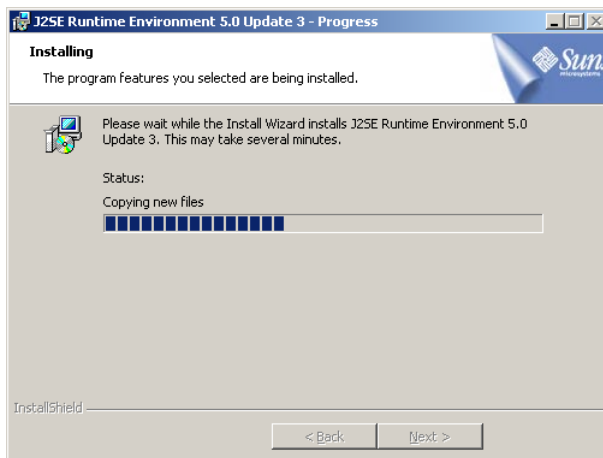 J2SE Runtime Environment 5.0 Update 3 - Progress
Installing
The program features you selected are being installed.
Sun
microsystems
Please wait while the Install Wizard installs J2SE Runtime Environment 5.0
Update 3. This may take several minutes.
Status:
Copying new files
InstallShield
< Back
Next >